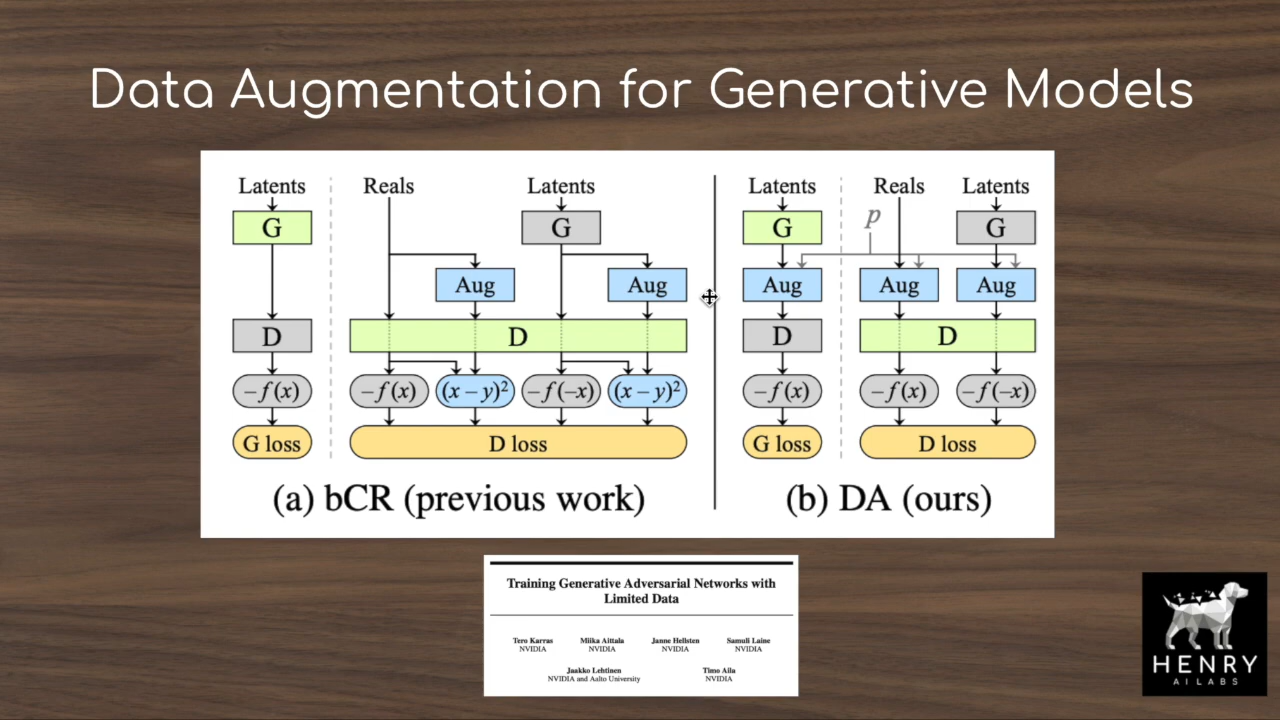 Data Augmentation for Generative Models
Latents Reals Latents Latents Reals Latents
p
G G G G
Aug Aug Aug Aug Aug
D D D D
−f(x) −f(x) (x − y)² −f(−x) (x − y)² −f(x) −f(x) −f(−x)
G loss D loss G loss D loss
(a) bCR (previous work) (b) DA (ours)
Training Generative Adversarial Networks with
Limited Data
Tero Karras Miika Aittala Janne Hellsten Samuli Laine
NVIDIA NVIDIA NVIDIA NVIDIA
Jaakko Lehtinen Timo Aila
NVIDIA and Aalto University NVIDIA
HENRY
AI LABS